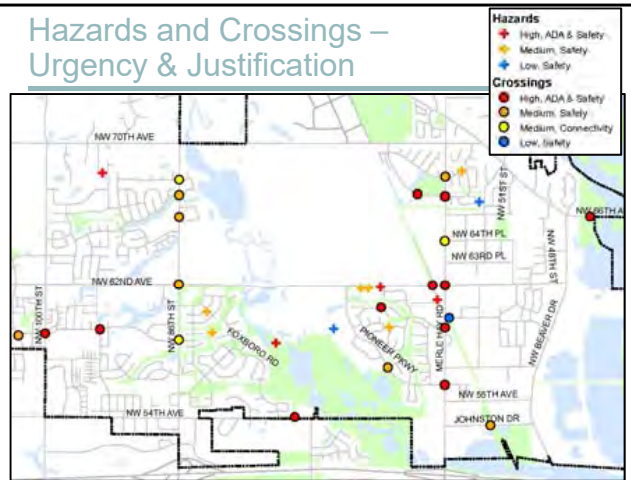 Hazards and Crossings –
Urgency & Justification
Hazards
High, ADA & Safety
Medium, Safety
Low, Safety
Crossings
High, ADA & Safety
Medium, Safety
Medium, Connectivity
Low, Safety
NW 70TH AVE
NW 51ST ST
NW 66TH A
NW 64TH PL
NW 63RD PL
NW 48TH ST
NW 62ND AVE
NW 100TH ST
NW 86TH ST
FOXBORO RD
PIONEER PKWY
MERLE HAY RD
NW BEAVER DR
NW 56TH AVE
NW 54TH AVE
JOHNSTON DR